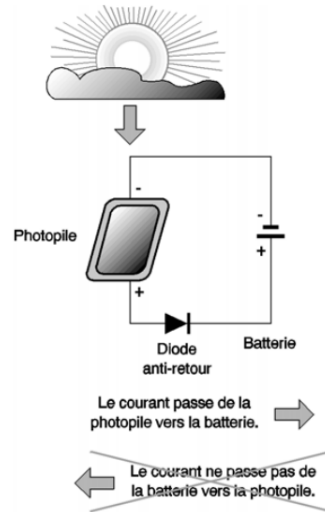 -
Photopile
-
+
+
Diode
anti-retour
Batterie
Le courant passe de la
photopile vers la batterie.
Le courant ne passe pas de
la batterie vers la photopile.